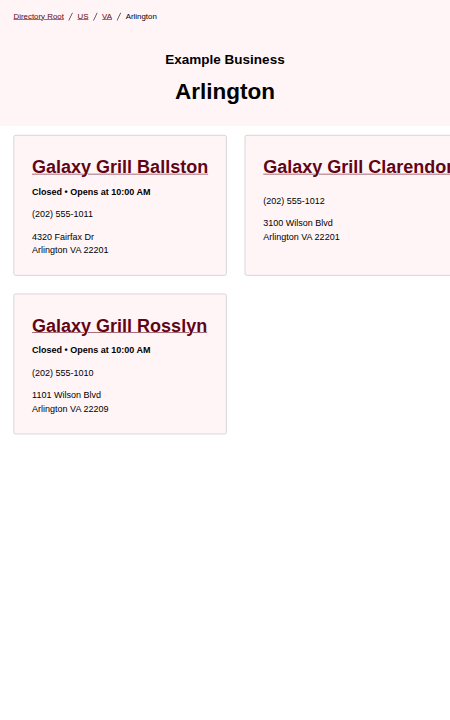 Directory Root / US / VA / Arlington
Example Business
Arlington
Galaxy Grill Ballston
Closed • Opens at 10:00 AM
(202) 555-1011
4320 Fairfax Dr
Arlington VA 22201
Galaxy Grill Clarendon
(202) 555-1012
3100 Wilson Blvd
Arlington VA 22201
Galaxy Grill Rosslyn
Closed • Opens at 10:00 AM
(202) 555-1010
1101 Wilson Blvd
Arlington VA 22209